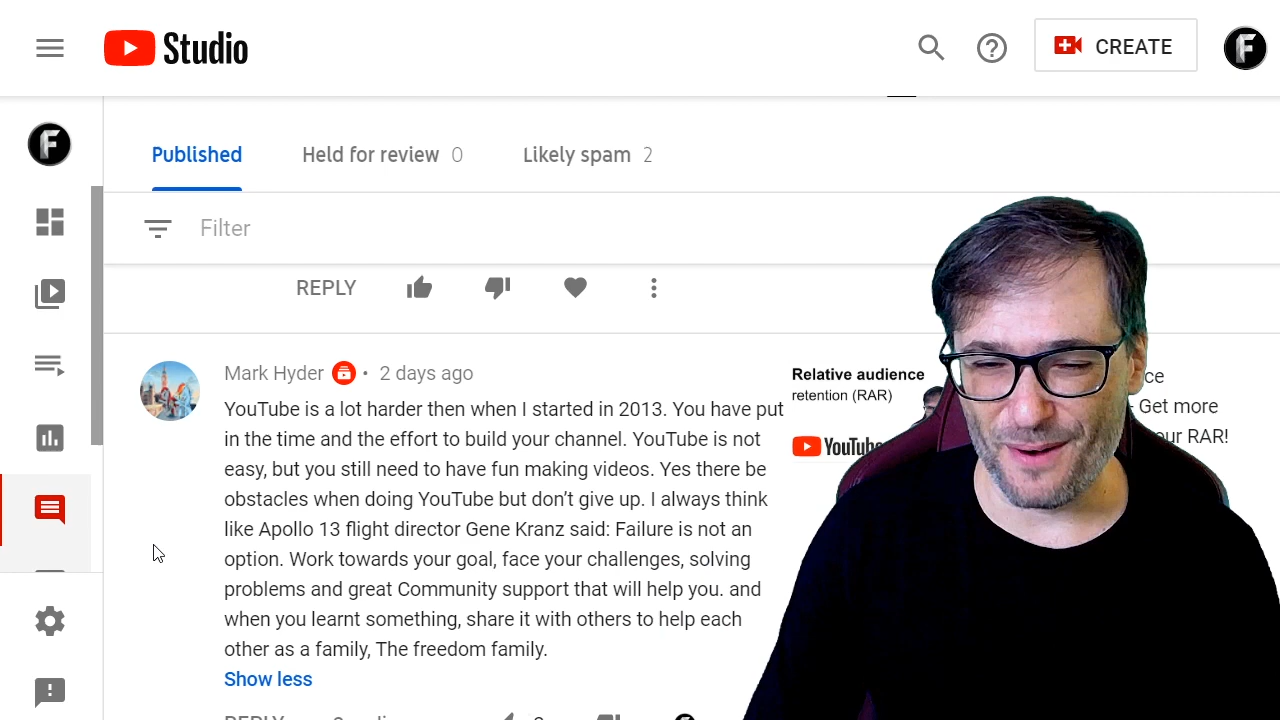 Studio
CREATE
F
F
Published
Held for review 0
Likely spam 2
Filter
REPLY
Mark Hyder • 2 days ago
YouTube is a lot harder then when I started in 2013. You have put
in the time and the effort to build your channel. YouTube is not
easy, but you still need to have fun making videos. Yes there be
obstacles when doing YouTube but don’t give up. I always think
like Apollo 13 flight director Gene Kranz said: Failure is not an
option. Work towards your goal, face your challenges, solving
problems and great Community support that will help you. and
when you learnt something, share it with others to help each
other as a family, The freedom family.
Show less
Relative audience
retention (RAR)
YouTube
Get more
RAR!